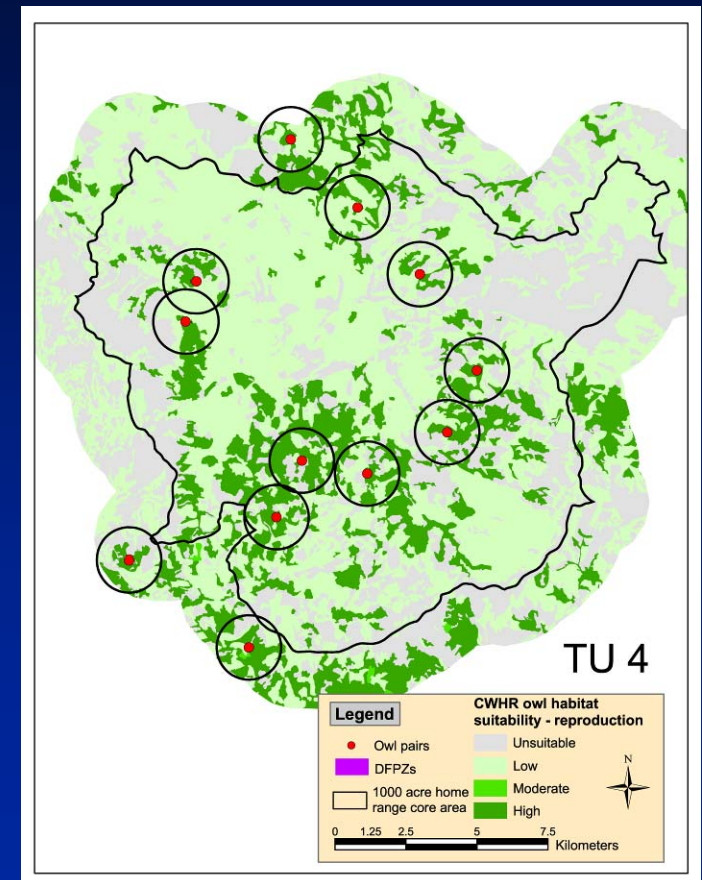 TU 4
Legend
Owl pairs
DFPZs
1000 acre home
range core area
CWHR owl habitat
suitability - reproduction
Unsuitable
Low
Moderate
High
N
0 1.25 2.5 5 7.5
Kilometers